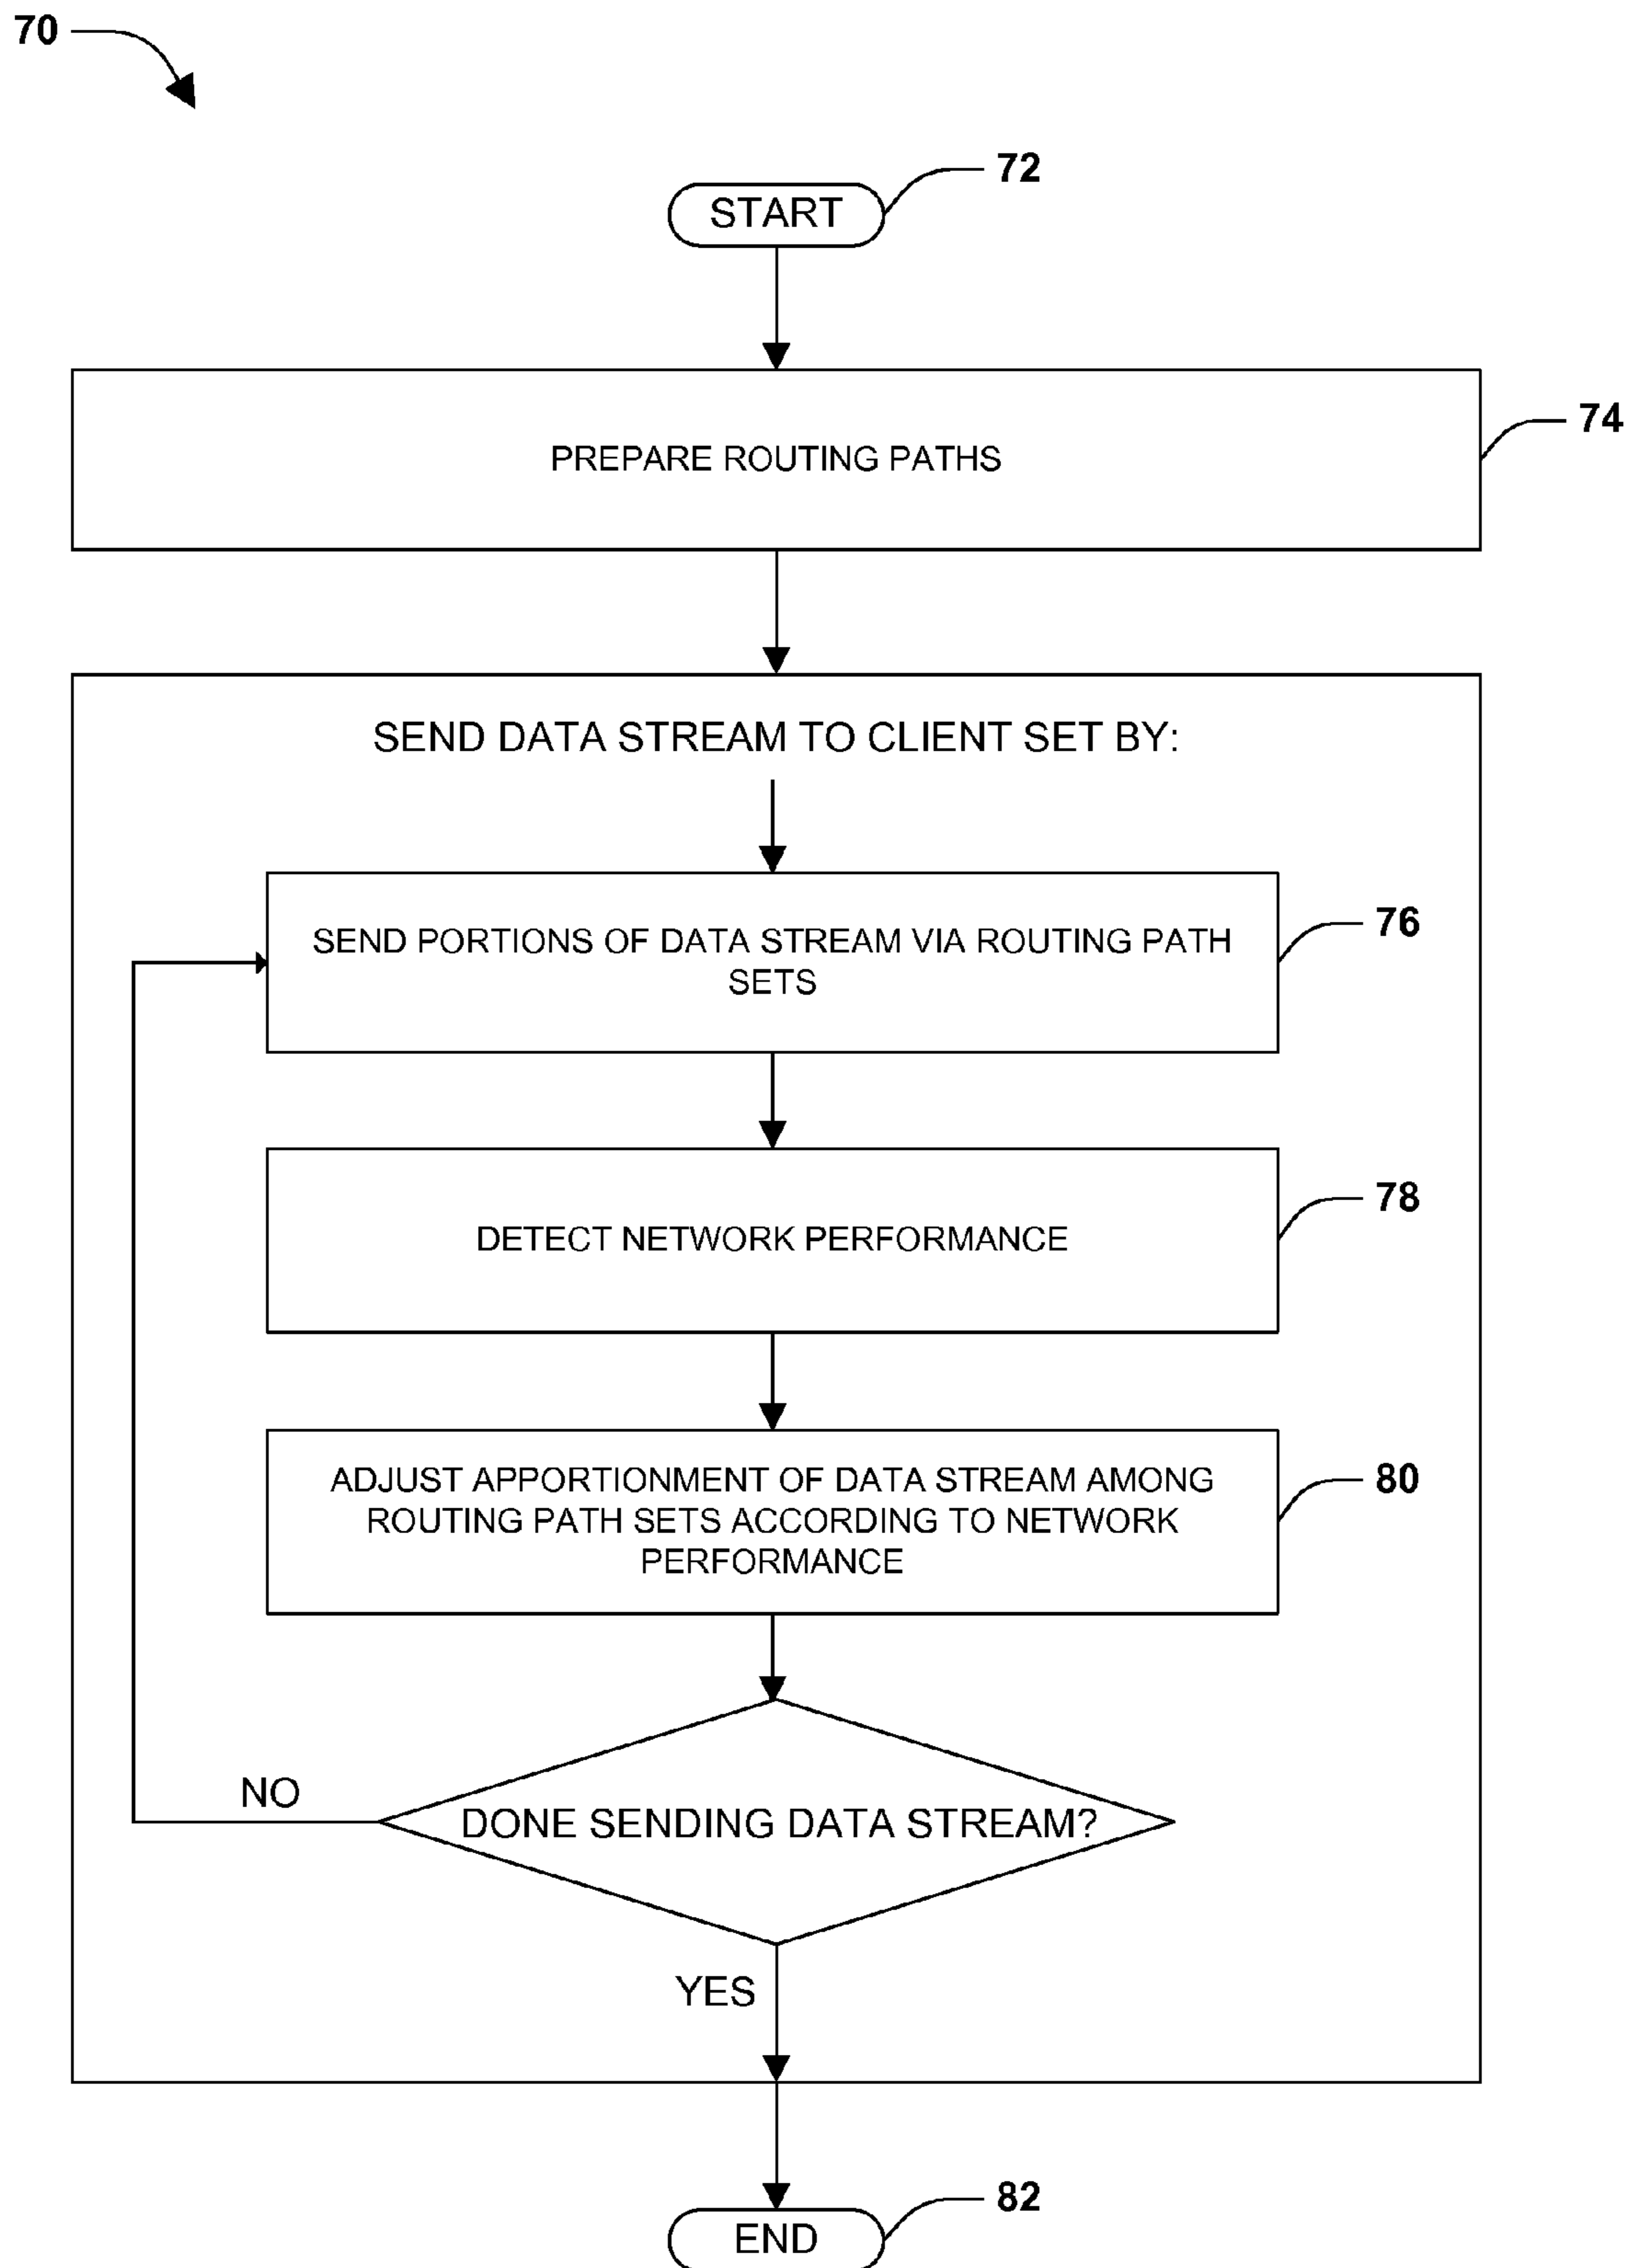 70
START
72
PREPARE ROUTING PATHS
74
SEND DATA STREAM TO CLIENT SET BY:
SEND PORTIONS OF DATA STREAM VIA ROUTING PATH
SETS
76
DETECT NETWORK PERFORMANCE
78
ADJUST APPORTIONMENT OF DATA STREAM AMONG
ROUTING PATH SETS ACCORDING TO NETWORK
PERFORMANCE
80
NO
DONE SENDING DATA STREAM?
YES
END
82